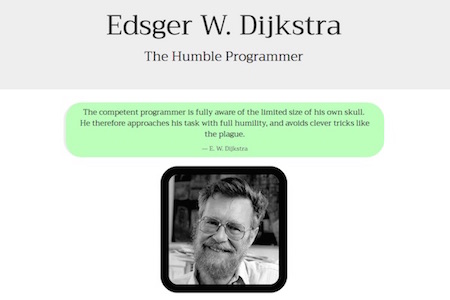 Edsger W. Dijkstra
The Humble Programmer
The competent programmer is fully aware of the limited size of his own skull.
He therefore approaches his task with full humility, and avoids clever tricks like
the plague.
— E. W. Dijkstra